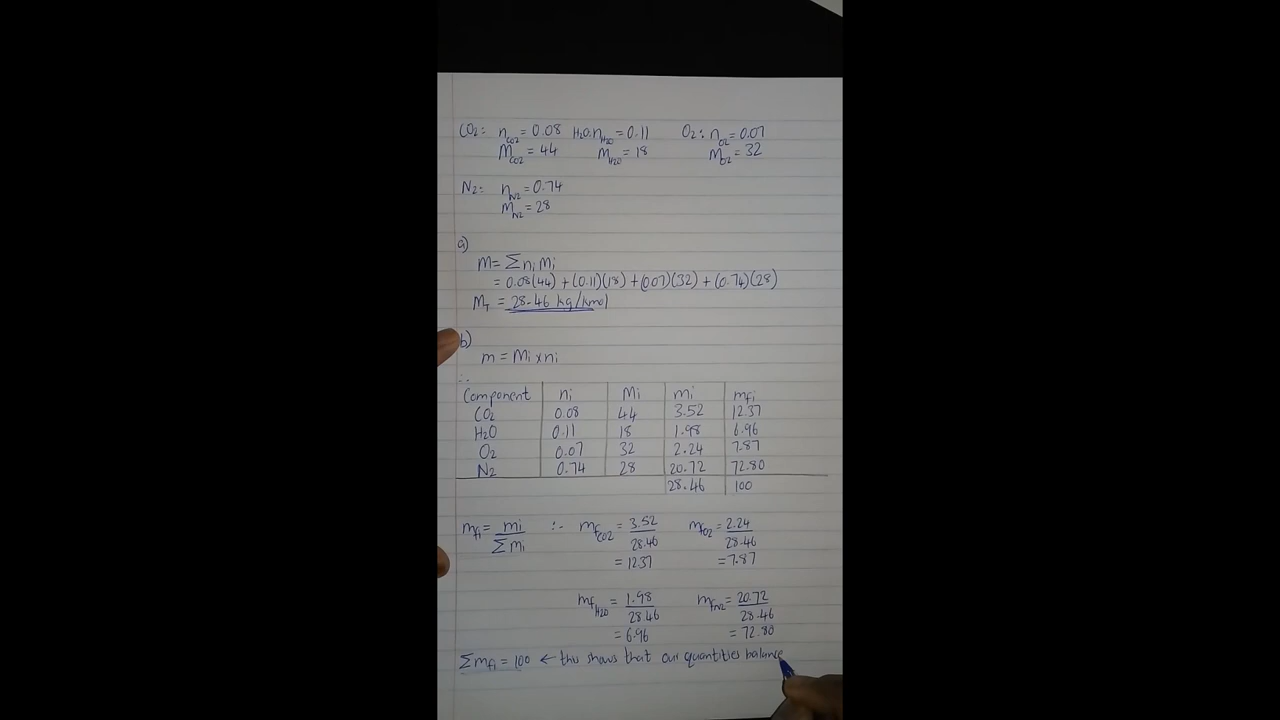 CO2: nCO2 = 0.08 H2O: nH2O = 0.11 O2: nO2 = 0.07
MCO2 = 44 MH2O = 18 MO2 = 32
N2: nN2 = 0.74
MN2 = 28
a)
M = ∑ ni Mi
= 0.08(44) + (0.11)(18) + (0.07)(32) + (0.74)(28)
MT = 28.46 kg/kmol
b)
m = Mi x ni
∴
Component ni Mi mi mfi
CO2 0.08 44 3.52 12.37
H2O 0.11 18 1.98 6.96
O2 0.07 32 2.24 7.87
N2 0.74 28 20.72 72.80
28.46 100
mfi = mi / ∑ mi ∴ mfCO2 = 3.52 / 28.46 mfO2 = 2.24 / 28.46
= 12.37 = 7.87
mfH2O = 1.98 / 28.46 mfN2 = 20.72 / 28.46
= 6.96 = 72.80
∑ mfi = 100 ← this shows that our quantities balance